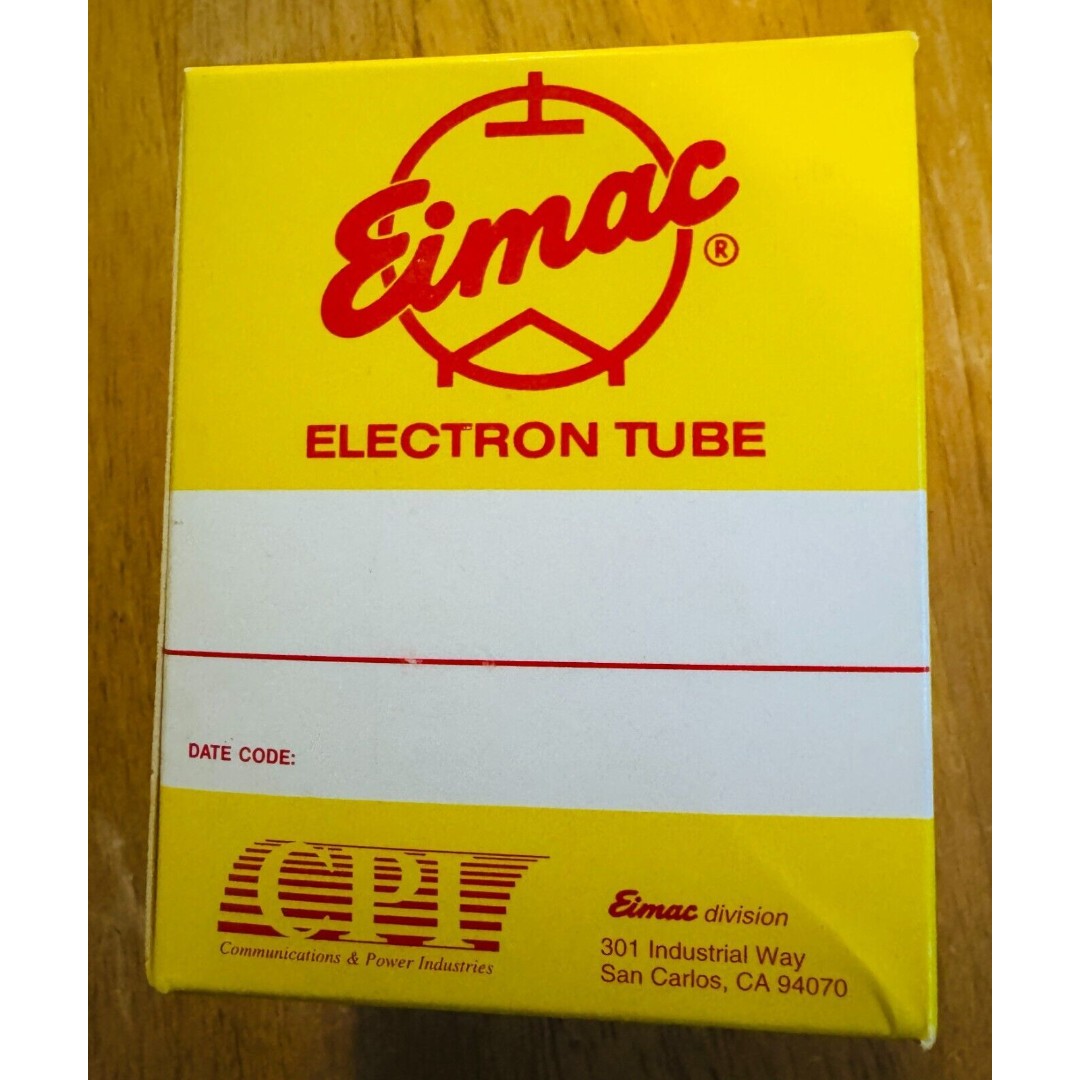 Eimac ®
ELECTRON TUBE
DATE CODE:
CPI
Communications & Power Industries
Eimac division
301 Industrial Way
San Carlos, CA 94070